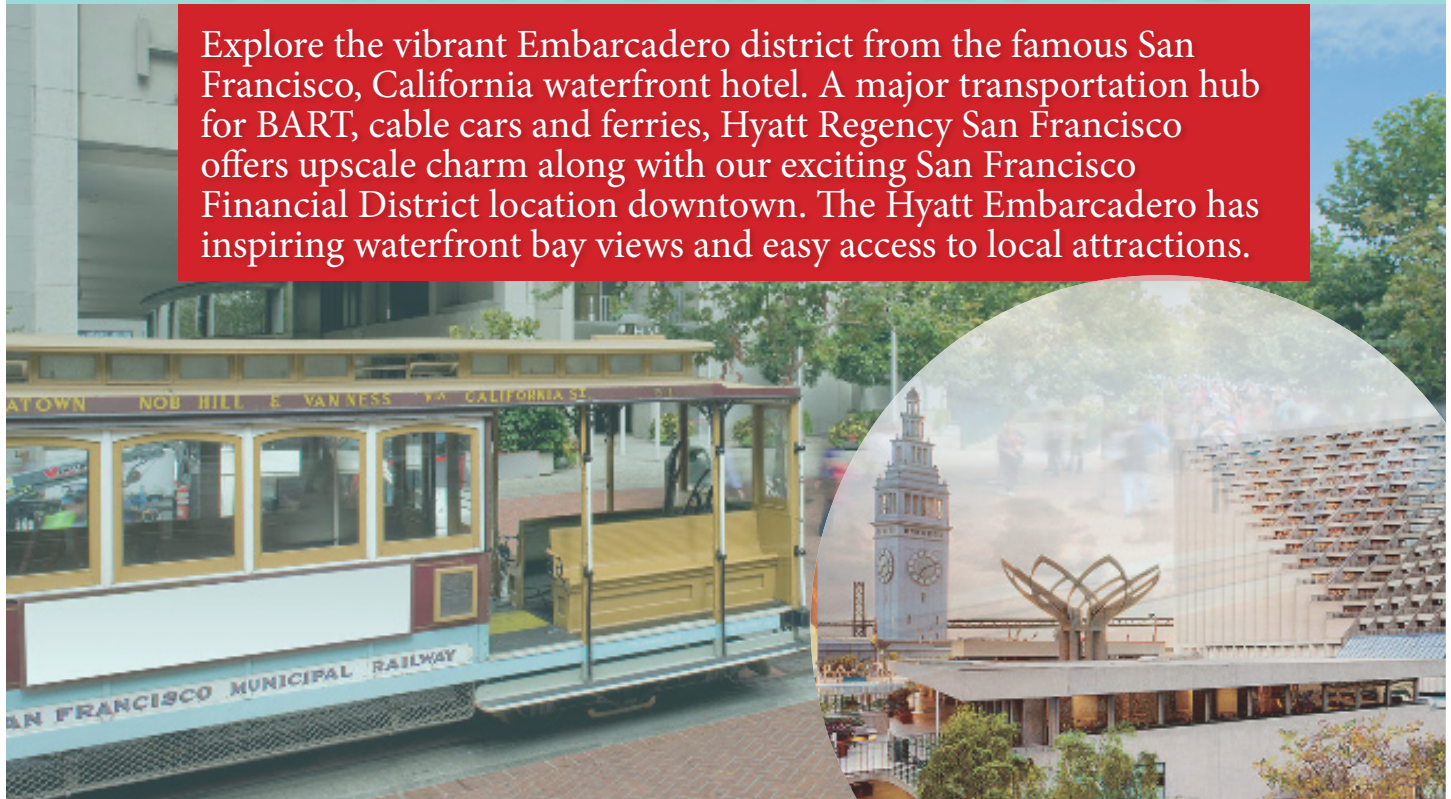 Explore the vibrant Embarcadero district from the famous San
Francisco, California waterfront hotel. A major transportation hub
for BART, cable cars and ferries, Hyatt Regency San Francisco
offers upscale charm along with our exciting San Francisco
Financial District location downtown. The Hyatt Embarcadero has
inspiring waterfront bay views and easy access to local attractions.
ATOWN NOB HILL & VAN NESS VIA CALIFORNIA ST.
AN FRANCISCO MUNICIPAL RAILWAY